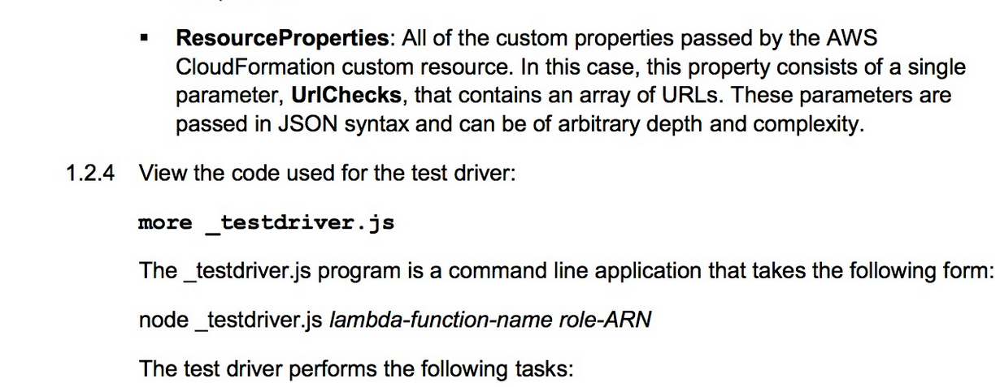 ▪ ResourceProperties: All of the custom properties passed by the AWS
CloudFormation custom resource. In this case, this property consists of a single
parameter, UrlChecks, that contains an array of URLs. These parameters are
passed in JSON syntax and can be of arbitrary depth and complexity.
1.2.4 View the code used for the test driver:
more _testdriver.js
The _testdriver.js program is a command line application that takes the following form:
node _testdriver.js lambda-function-name role-ARN
The test driver performs the following tasks: